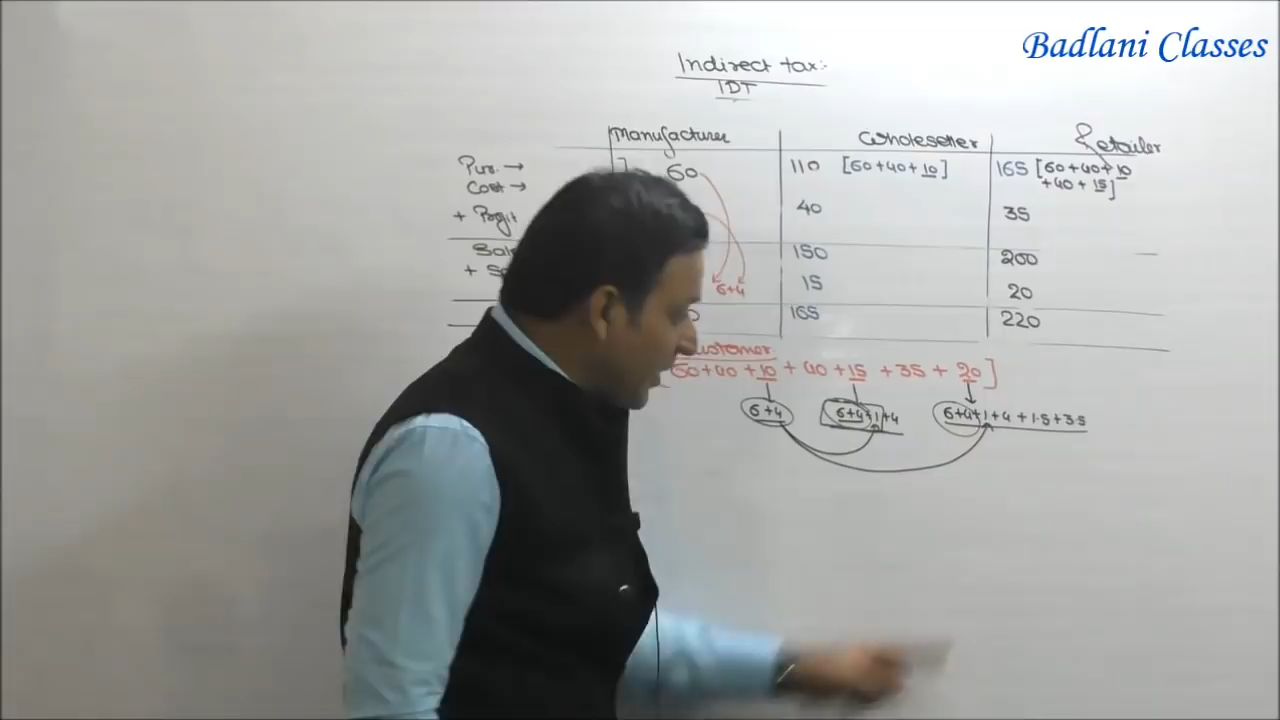 Badlani Classes
Indirect tax:-
IDT
Manufacturer Wholeseller Retailer
Pur. → 60 110 [60+40+10] 165 [60+40+10
Cost → +40+15]
+ Profit 40 35
150 200
+ 6+4 15 20
165 220
Customer
60+40+10 + 40+15 + 35 + 20]
6+4 6+4+1+4 6+4+1+4+1.5+3.5